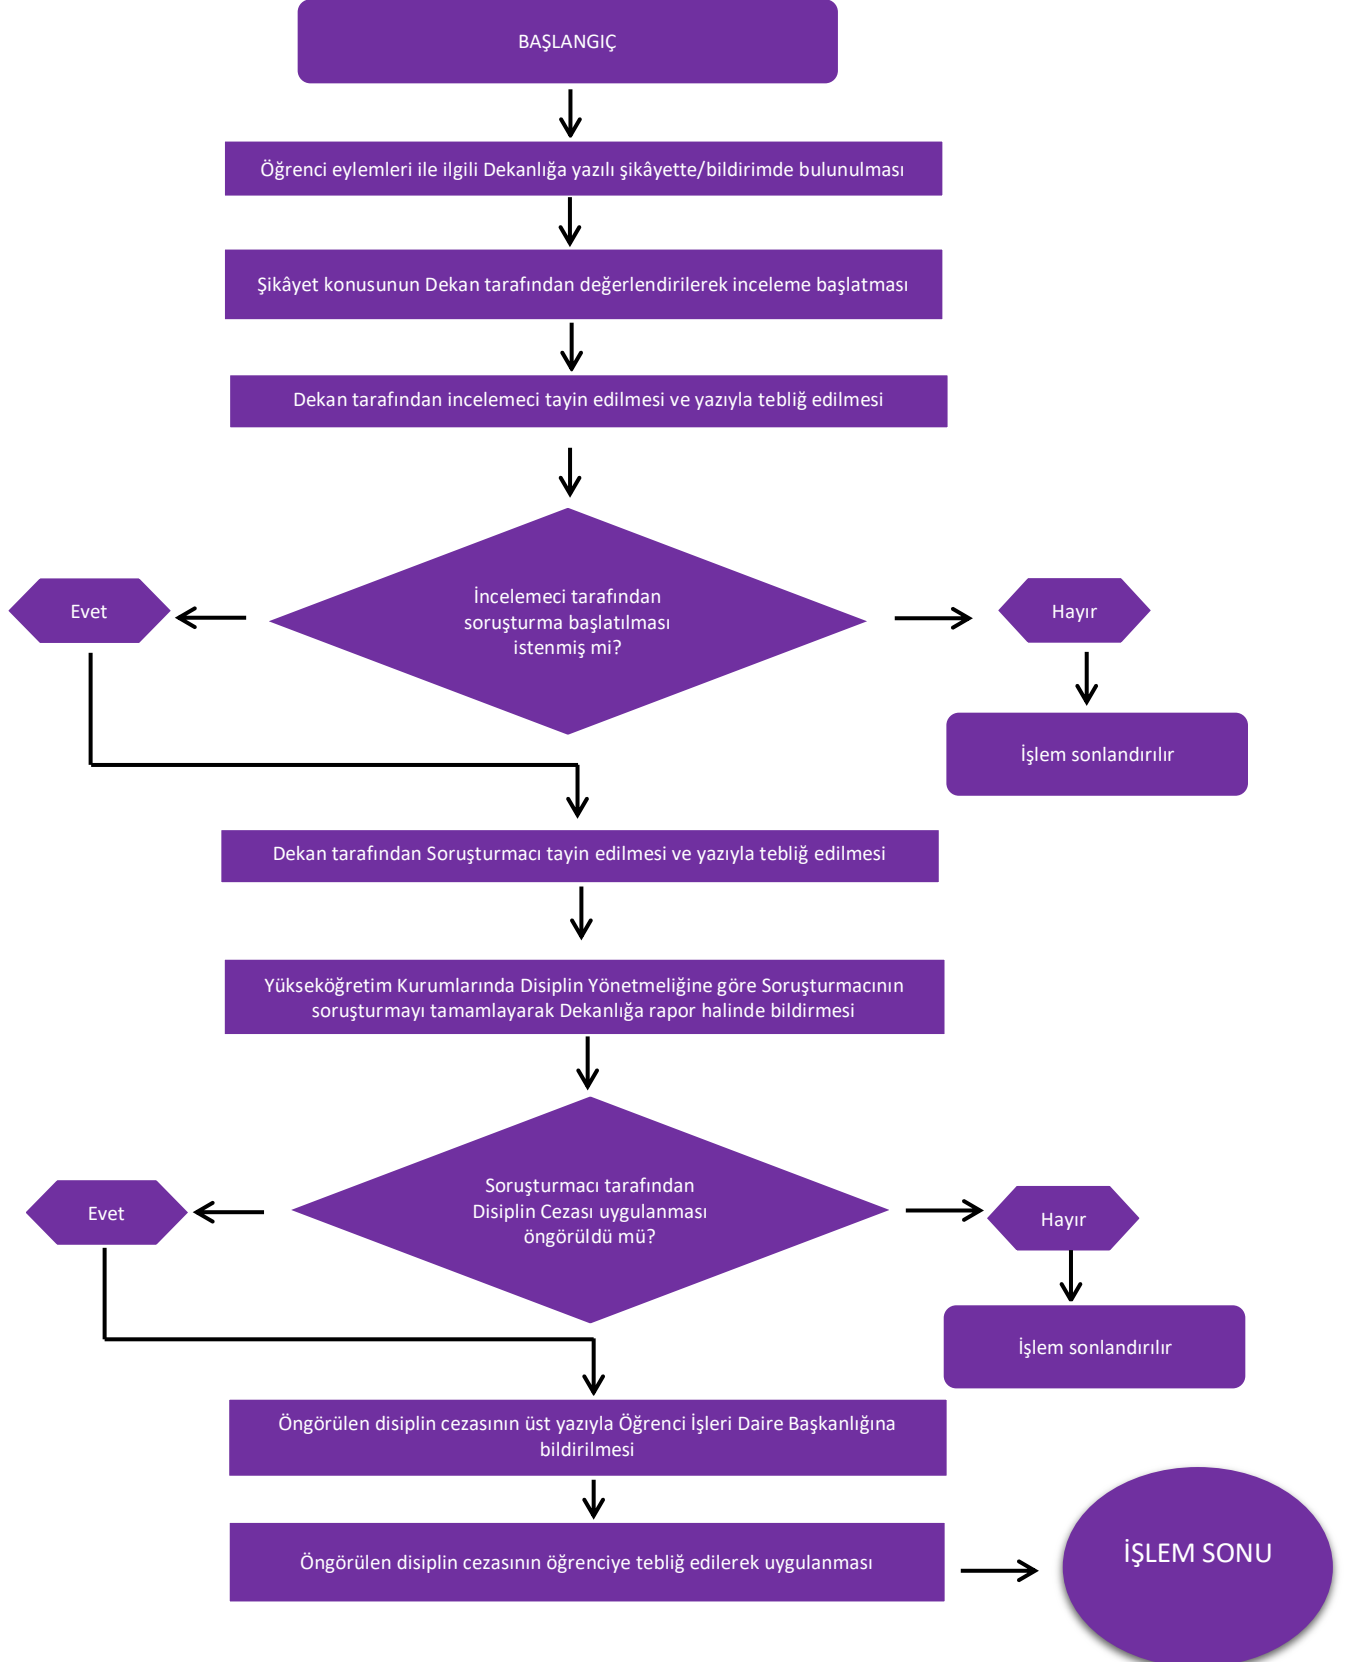 BAŞLANGIÇ
Öğrenci eylemleri ile ilgili Dekanlığa yazılı şikâyette/bildirimde bulunulması
Şikâyet konusunun Dekan tarafından değerlendirilerek inceleme başlatması
Dekan tarafından incelemeci tayin edilmesi ve yazıyla tebliğ edilmesi
İncelemeci tarafından
soruşturma başlatılması
istenmiş mi?
Evet
Hayır
İşlem sonlandırılır
Dekan tarafından Soruşturmacı tayin edilmesi ve yazıyla tebliğ edilmesi
Yükseköğretim Kurumlarında Disiplin Yönetmeliğine göre Soruşturmacının
soruşturmayı tamamlayarak Dekanlığa rapor halinde bildirmesi
Soruşturmacı tarafından
Disiplin Cezası uygulanması
öngörüldü mü?
Evet
Hayır
İşlem sonlandırılır
Öngörülen disiplin cezasının üst yazıyla Öğrenci İşleri Daire Başkanlığına
bildirilmesi
Öngörülen disiplin cezasının öğrenciye tebliğ edilerek uygulanması
İŞLEM SONU